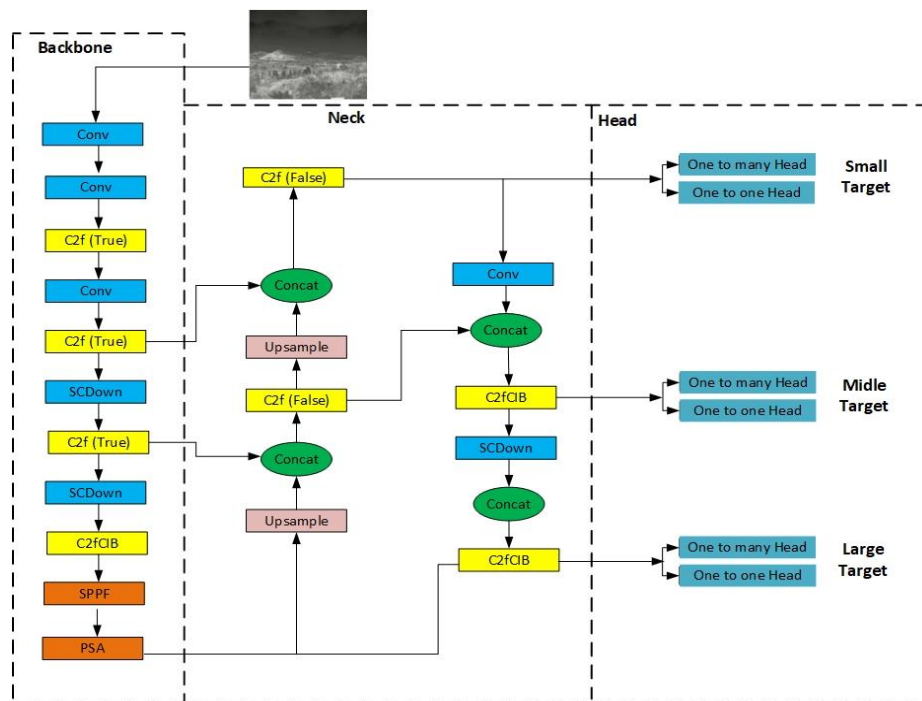 Backbone
Conv
Conv
C2f (True)
Conv
C2f (True)
SCDown
C2f (True)
SCDown
C2fCIB
SPPF
PSA
Neck
C2f (False)
Concat
Upsample
C2f (False)
Concat
Upsample
Conv
Concat
C2fCIB
SCDown
Concat
C2fCIB
Head
One to many Head
One to one Head
Small
Target
One to many Head
One to one Head
Midle
Target
One to many Head
One to one Head
Large
Target